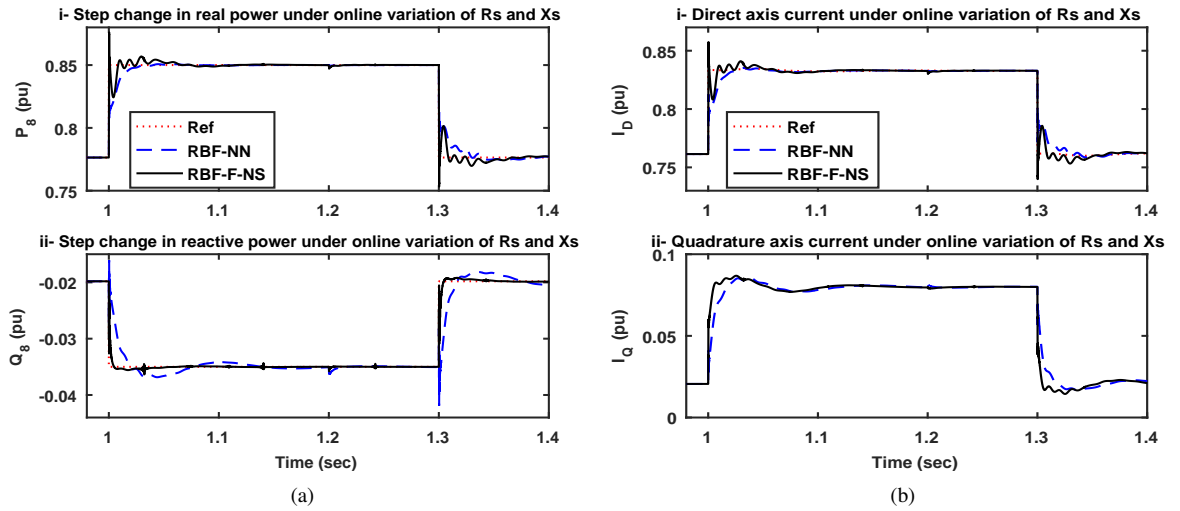 i- Step change in real power under online variation of Rs and Xs
P_8 (pu)
0.85
0.8
0.75
Ref
RBF-NN
RBF-F-NS
1
1.1
1.2
1.3
1.4
ii- Step change in reactive power under online variation of Rs and Xs
Q_8 (pu)
-0.02
-0.03
-0.04
1
1.1
1.2
1.3
1.4
Time (sec)
(a)
i- Direct axis current under online variation of Rs and Xs
I_D (pu)
0.85
0.8
0.75
Ref
RBF-NN
RBF-F-NS
1
1.1
1.2
1.3
1.4
ii- Quadrature axis current under online variation of Rs and Xs
I_Q (pu)
0.1
0.05
0
1
1.1
1.2
1.3
1.4
Time (sec)
(b)